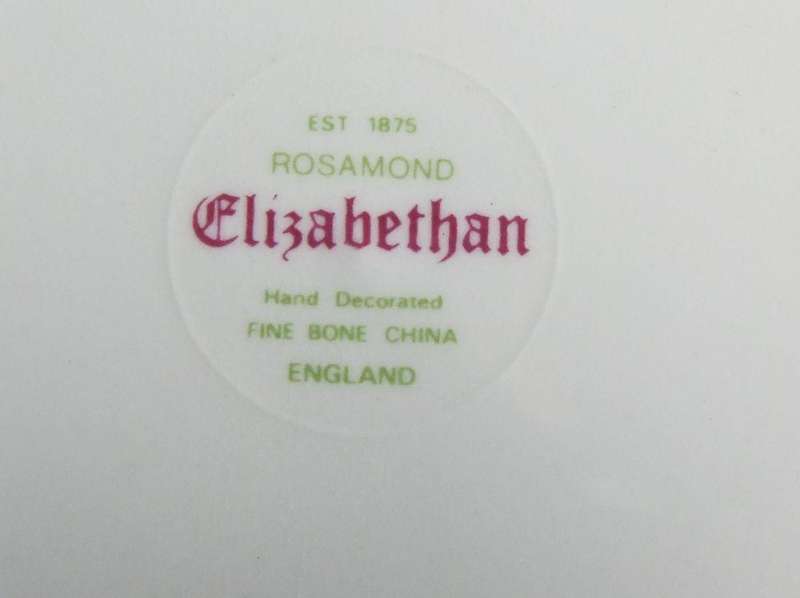 EST 1875
ROSAMOND
Elizabethan
Hand Decorated
FINE BONE CHINA
ENGLAND